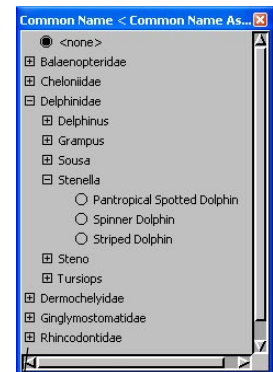 Common Name < Common Name As...
<none>
Balaenopteridae
Cheloniidae
Delphinidae
Delphinus
Grampus
Sousa
Stenella
Pantropical Spotted Dolphin
Spinner Dolphin
Striped Dolphin
Steno
Tursiops
Dermochelyidae
Ginglymostomatidae
Rhincodontidae